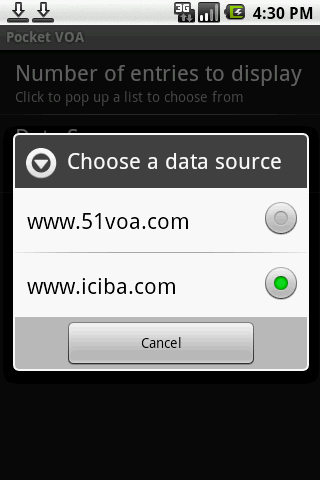 3G
4:30 PM
Pocket VOA
Number of entries to display
Click to pop up a list to choose from
Choose a data source
www.51voa.com
www.iciba.com
Cancel